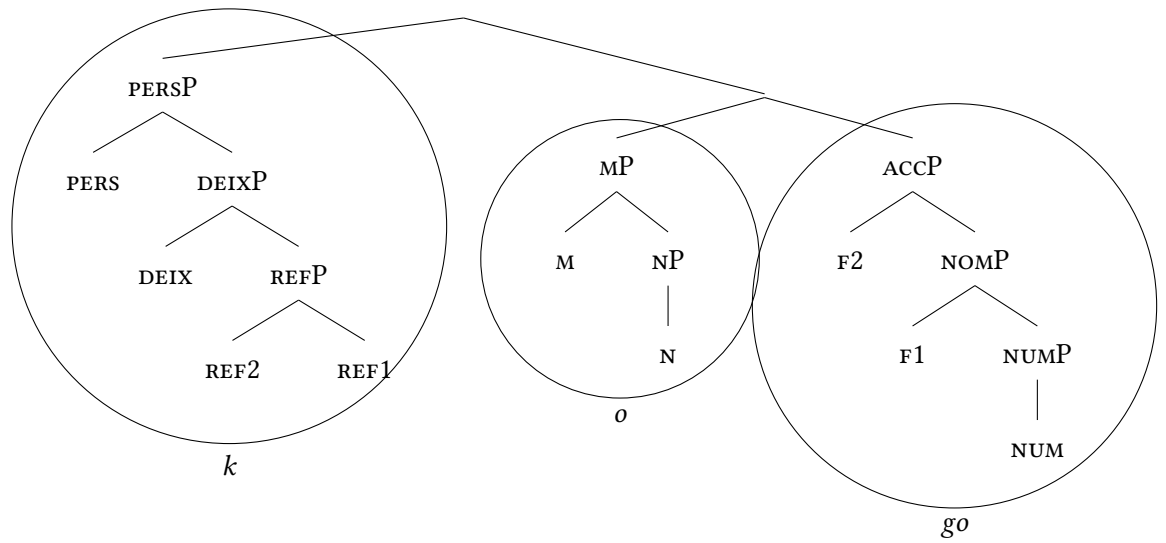 PERSP
MP ACCP
PERS DEIXP
M NP F2 NOMP
DEIX REFP
N F1 NUMP
REF2 REF1
o
NUM
k
go